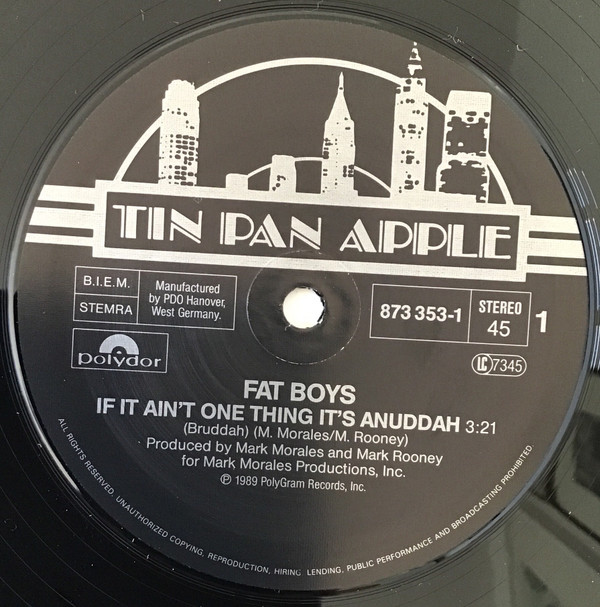 TIN PAN APPLE
B.I.E.M.
STEMRA
Manufactured
by PDO Hanover,
West Germany.
873 353-1
STEREO
45
1
polydor
LC 7345
FAT BOYS
IF IT AIN'T ONE THING IT'S ANUDDAH 3:21
(Bruddah) (M. Morales/M. Rooney)
Produced by Mark Morales and Mark Rooney
for Mark Morales Productions, Inc.
℗ 1989 PolyGram Records, Inc.
ALL RIGHTS RESERVED. UNAUTHORIZED COPYING, REPRODUCTION, HIRING, LENDING, PUBLIC PERFORMANCE AND BROADCASTING PROHIBITED.